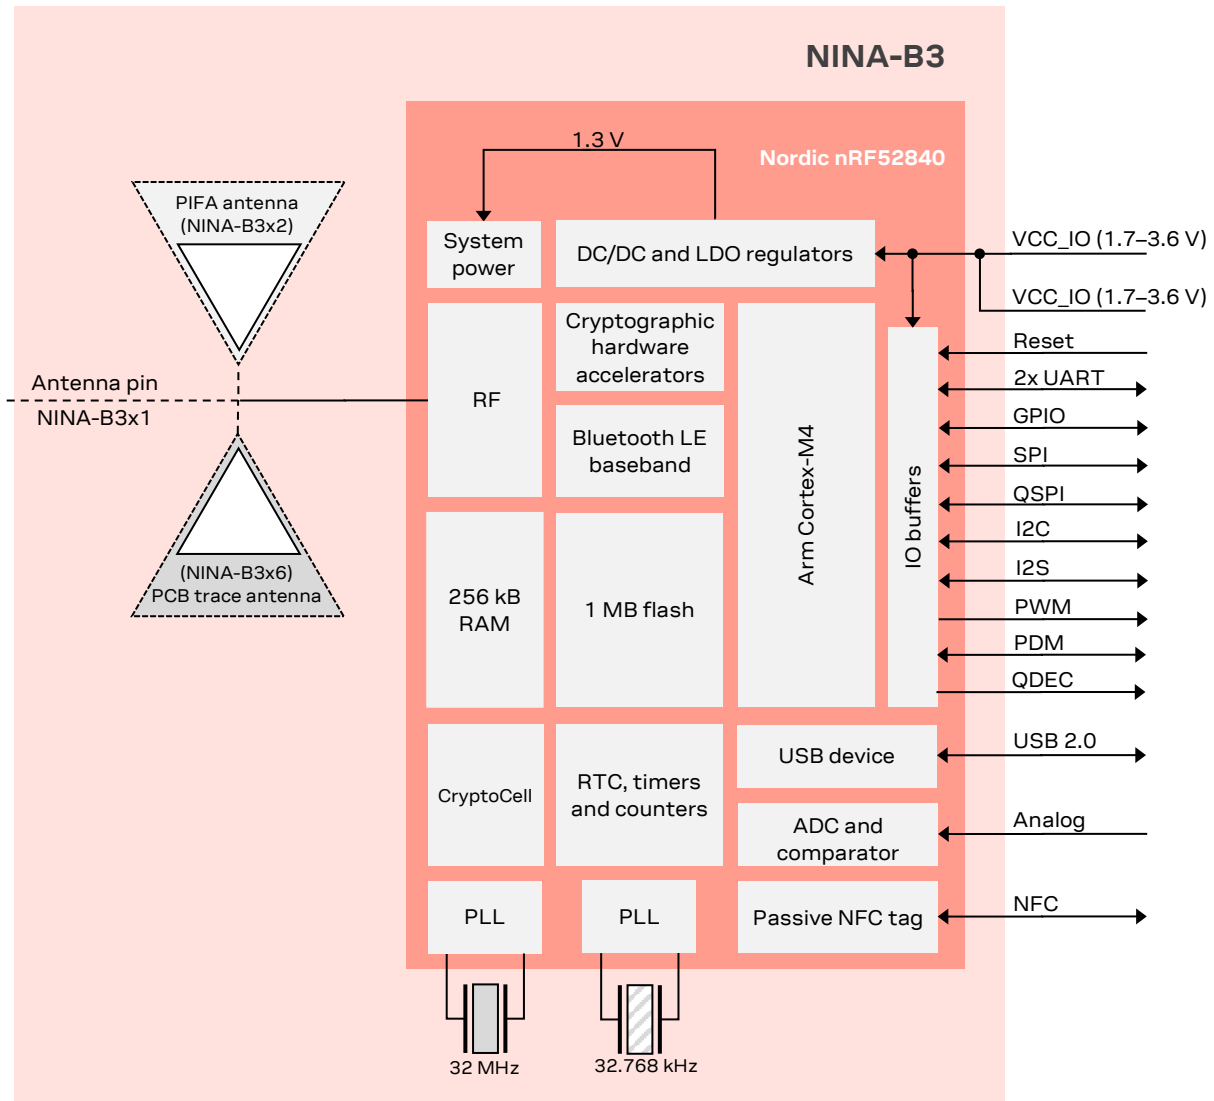 NINA-B3
Nordic nRF52840
1.3 V
PIFA antenna
(NINA-B3x2)
Antenna pin
NINA-B3x1
(NINA-B3x6)
PCB trace antenna
System
power
DC/DC and LDO regulators
RF
Cryptographic
hardware
accelerators
Bluetooth LE
baseband
Arm Cortex-M4
IO buffers
256 kB
RAM
1 MB flash
CryptoCell
RTC, timers
and counters
USB device
ADC and
comparator
PLL
PLL
Passive NFC tag
32 MHz
32.768 kHz
VCC_IO (1.7–3.6 V)
VCC_IO (1.7–3.6 V)
Reset
2x UART
GPIO
SPI
QSPI
I2C
I2S
PWM
PDM
QDEC
USB 2.0
Analog
NFC